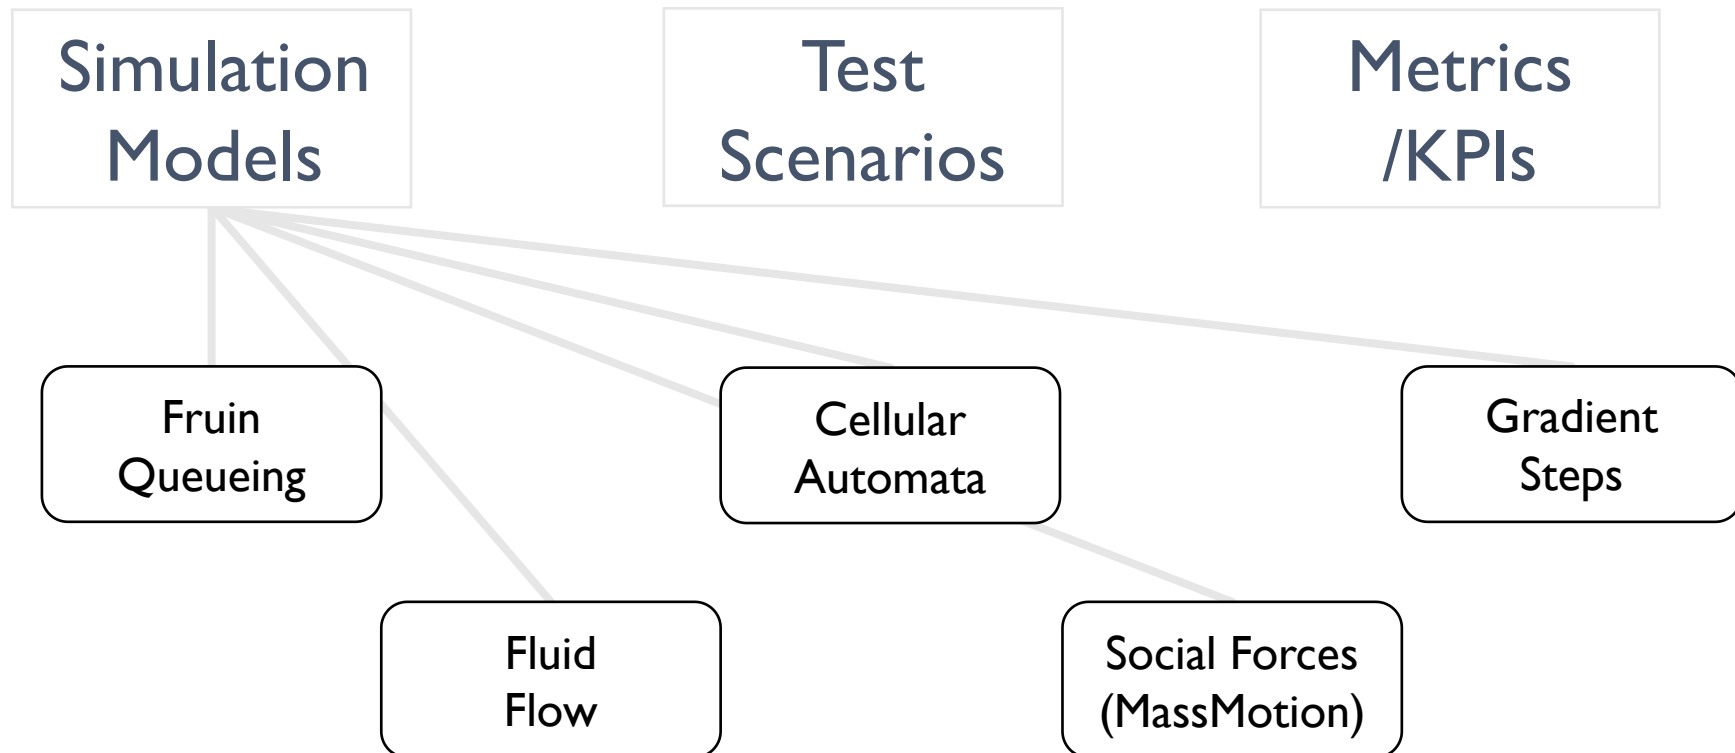 Simulation
Models
Test
Scenarios
Metrics
/KPIs
Fruin
Queueing
Cellular
Automata
Gradient
Steps
Fluid
Flow
Social Forces
(MassMotion)